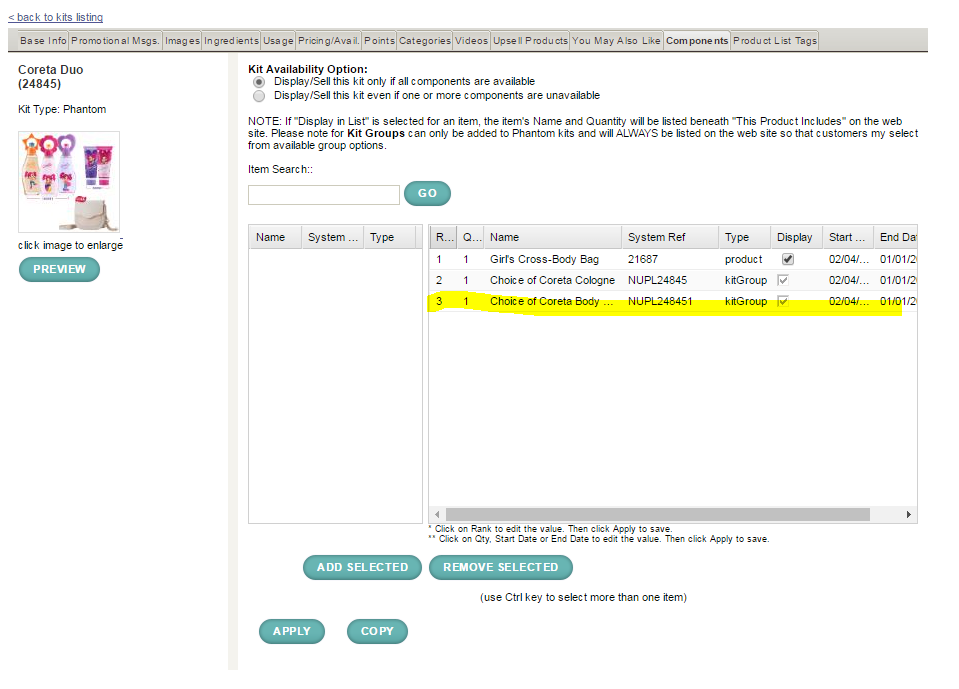 < back to kits listing
Base Info Promotional Msgs. Images Ingredients Usage Pricing/Avail. Points Categories Videos Upsell Products You May Also Like Components Product List Tags
Coreta Duo
(24845)
Kit Type: Phantom
click image to enlarge
PREVIEW
Kit Availability Option:
Display/Sell this kit only if all components are available
Display/Sell this kit even if one or more components are unavailable
NOTE: If "Display in List" is selected for an item, the item's Name and Quantity will be listed beneath "This Product Includes" on the web
site. Please note for Kit Groups can only be added to Phantom kits and will ALWAYS be listed on the web site so that customers my select
from available group options.
Item Search::
GO
Name System ... Type
R... Q... Name System Ref Type Display Start ... End Da
1 1 Girl's Cross-Body Bag 21687 product 02/04/... 01/01/2
2 1 Choice of Coreta Cologne NUPL24845 kitGroup 02/04/... 01/01/2
3 1 Choice of Coreta Body ... NUPL248451 kitGroup 02/04/... 01/01/2
* Click on Rank to edit the value. Then click Apply to save.
** Click on Qty, Start Date or End Date to edit the value. Then click Apply to save.
ADD SELECTED REMOVE SELECTED
(use Ctrl key to select more than one item)
APPLY COPY